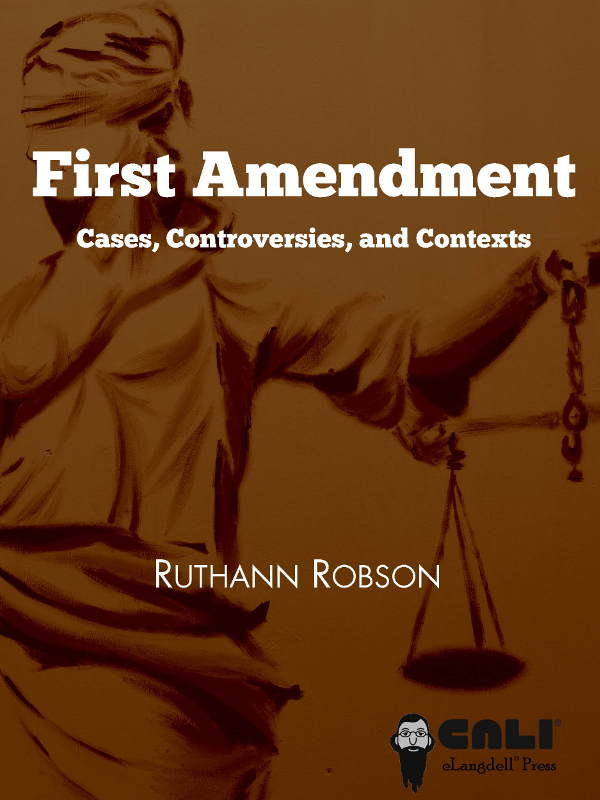 First Amendment
Cases, Controversies, and Contexts
RUTHANN ROBSON
CALI®
eLangdell® Press